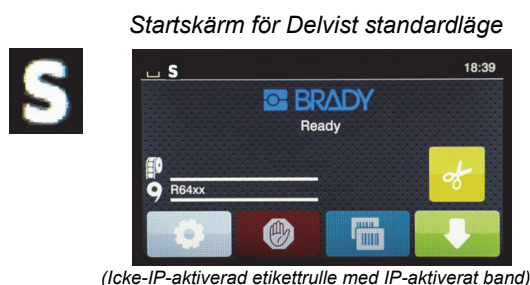 Startskärm för Delvist standardläge
S
S 18:39
BRADY
Ready
R64xx
(Icke-IP-aktiverad etikettrulle med IP-aktiverat band)